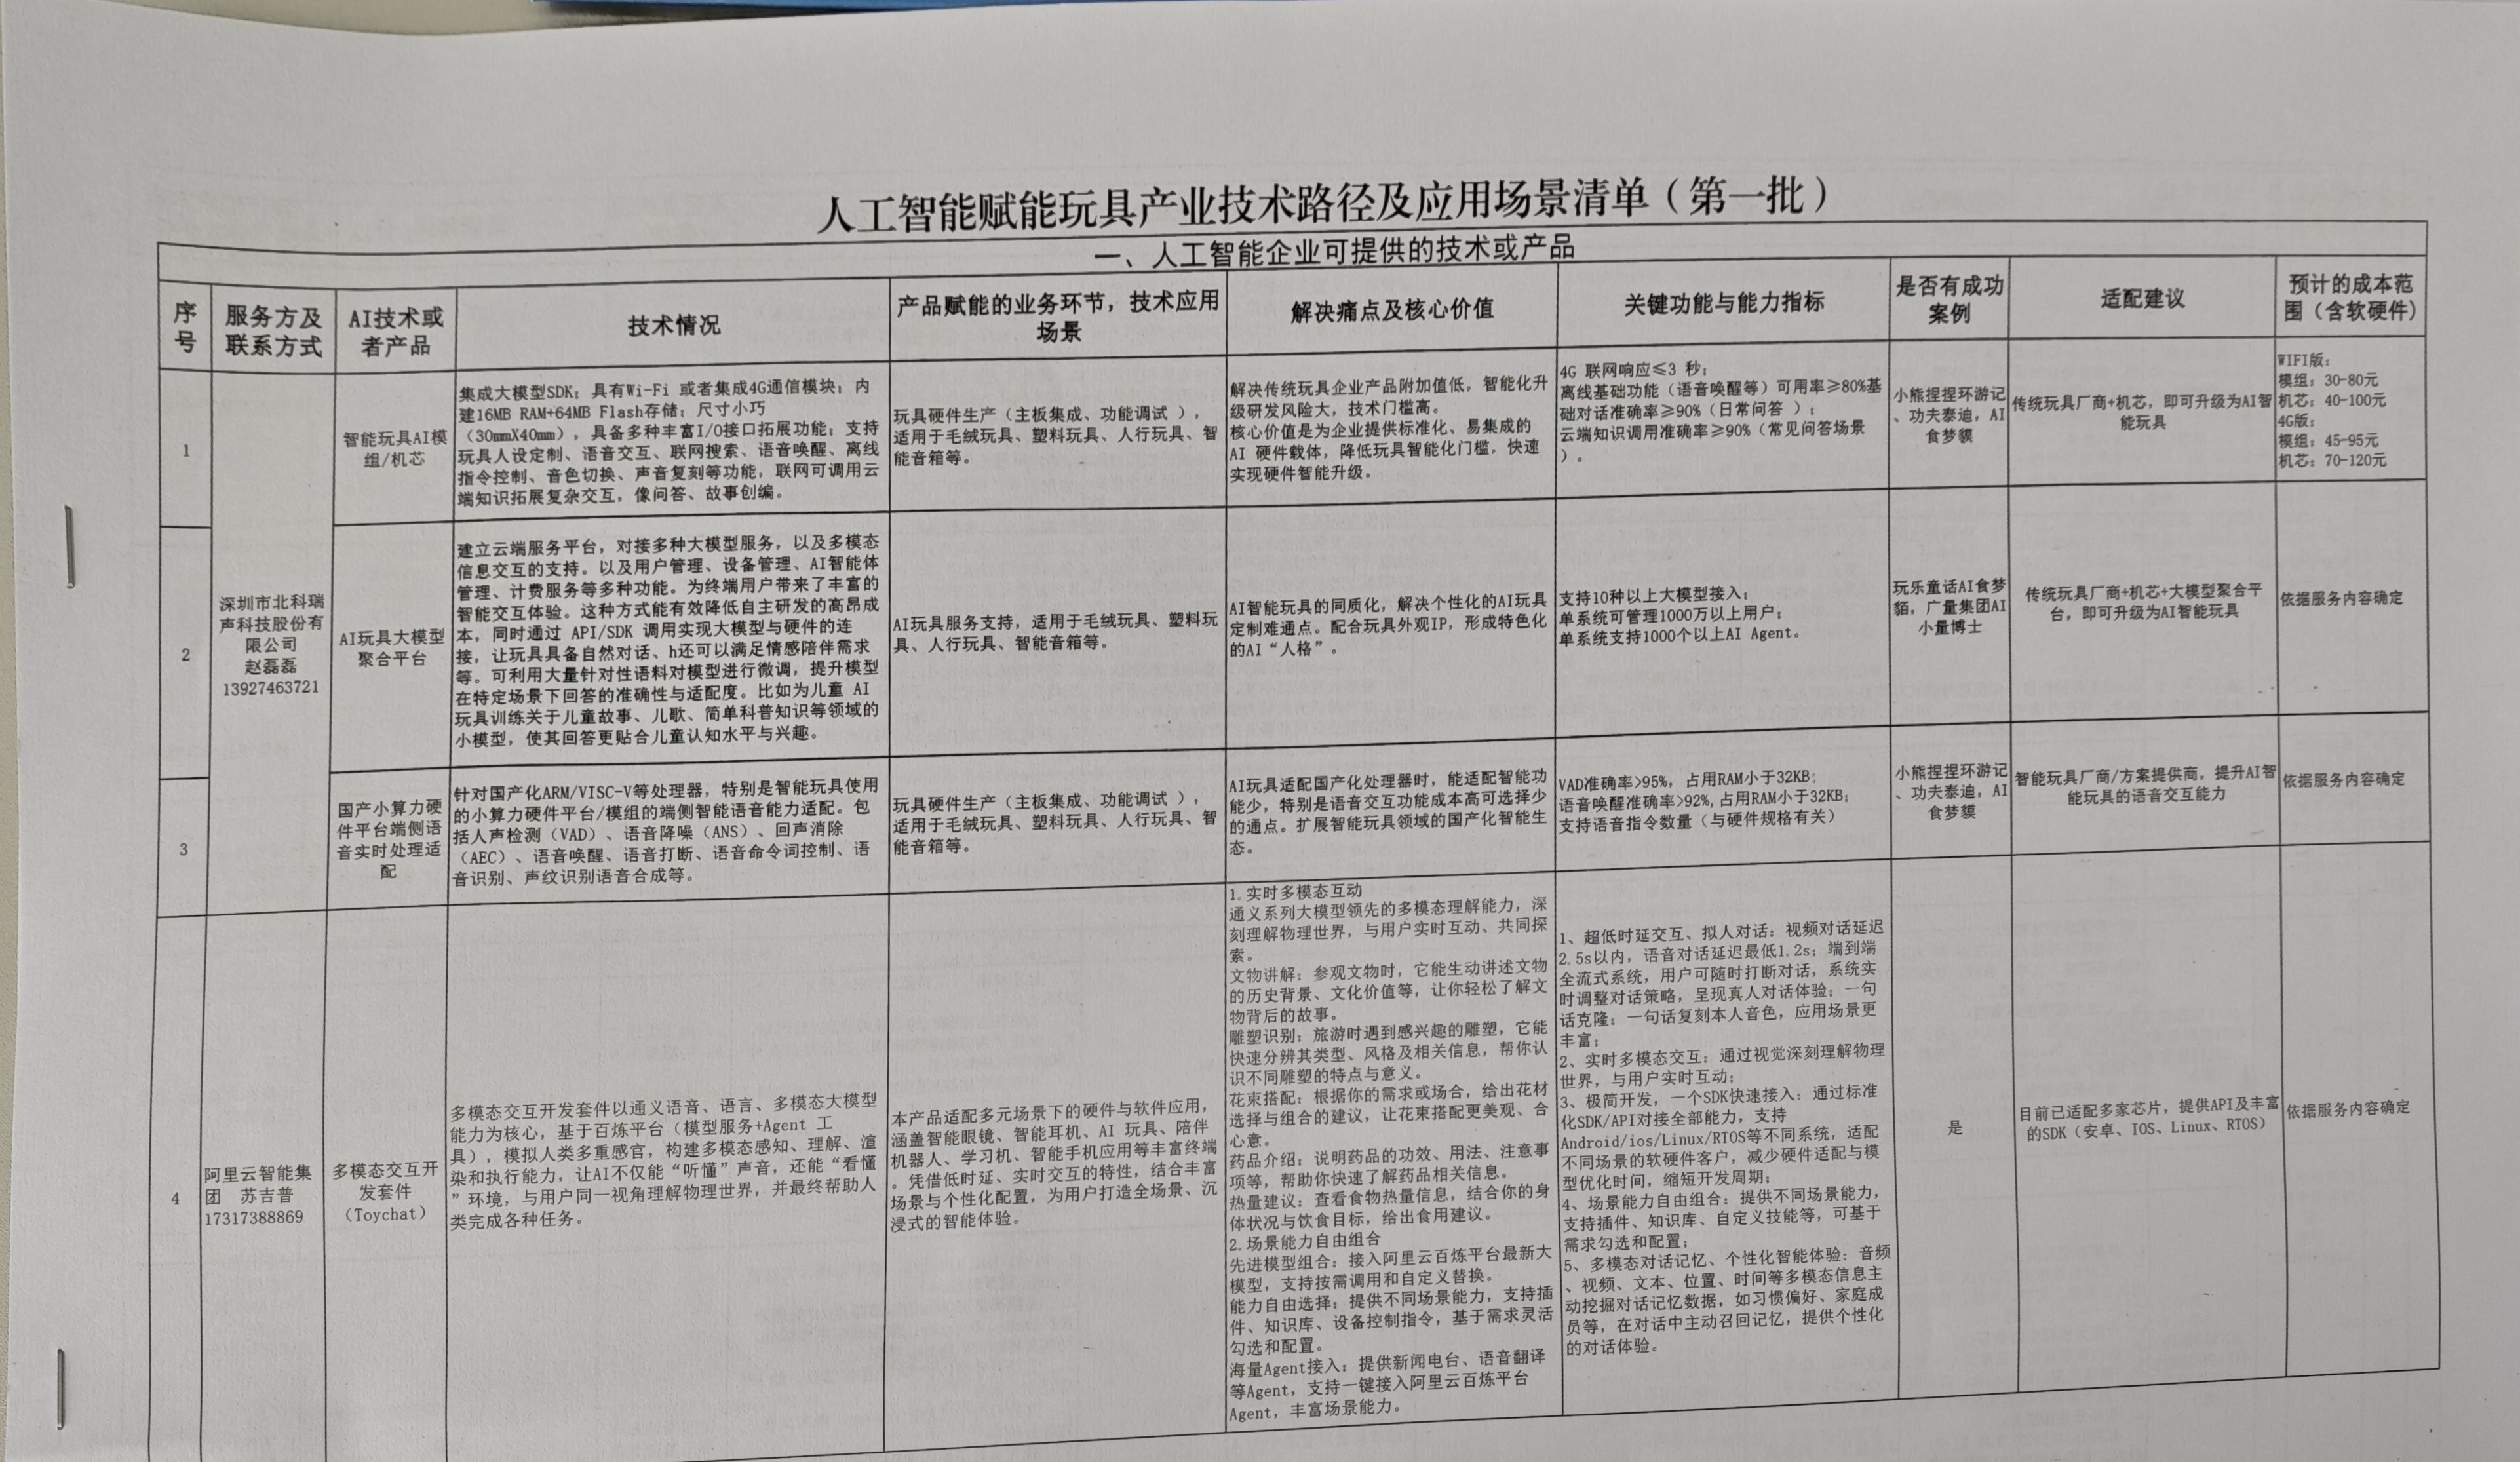 人工智能赋能玩具产业技术路径及应用场景清单（第一批）
一、人工智能企业可提供的技术或产品
序
号
服务方及
联系方式
AI技术或
者产品
技术情况
产品赋能的业务环节，技术应用
场景
解决痛点及核心价值
关键功能与能力指标
是否有成功
案例
适配建议
预计的成本范
围（含软硬件）
1
深圳市北科瑞
声科技股份有
限公司
赵磊磊
13927463721
智能玩具AI模
组/机芯
集成大模型SDK；具有Wi-Fi 或者集成4G通信模块；内
建16MB RAM+64MB Flash存储；尺寸小巧
（30mmX40mm），具备多种丰富I/O接口拓展功能；支持
玩具人设定制、语音交互、联网搜索、语音唤醒、离线
指令控制、音色切换、声音复刻等功能，联网可调用云
端知识拓展复杂交互，像问答、故事创编。
玩具硬件生产（主板集成、功能调试 ），
适用于毛绒玩具、塑料玩具、人行玩具、智
能音箱等。
解决传统玩具企业产品附加值低，智能化升
级研发风险大，技术门槛高。
核心价值是为企业提供标准化、易集成的
AI 硬件载体，降低玩具智能化门槛，快速
实现硬件智能升级。
4G 联网响应≤3 秒；
离线基础功能（语音唤醒等）可用率≥80%基
础对话准确率≥90%（日常问答 ）；
云端知识调用准确率≥90%（常见问答场景
）。
小熊捏捏环游记
、功夫泰迪，AI
食梦貘
传统玩具厂商+机芯，即可升级为AI智
能玩具
WIFI版：
模组：30-80元
机芯：40-100元
4G版：
模组：45-95元
机芯：70-120元
2
AI玩具大模型
聚合平台
建立云端服务平台，对接多种大模型服务，以及多模态
信息交互的支持。以及用户管理、设备管理、AI智能体
管理、计费服务等多种功能。为终端用户带来了丰富的
智能交互体验。这种方式能有效降低自主研发的高昂成
本，同时通过 API/SDK 调用实现大模型与硬件的连
接，让玩具具备自然对话、h还可以满足情感陪伴需求
等。可利用大量针对性语料对模型进行微调，提升模型
在特定场景下回答的准确性与适配度。比如为儿童 AI
玩具训练关于儿童故事、儿歌、简单科普知识等领域的
小模型，使其回答更贴合儿童认知水平与兴趣。
AI玩具服务支持，适用于毛绒玩具、塑料玩
具、人行玩具、智能音箱等。
AI智能玩具的同质化，解决个性化的AI玩具
定制难通点。配合玩具外观IP，形成特色化
的AI“人格”。
支持10种以上大模型接入；
单系统可管理1000万以上用户；
单系统支持1000个以上AI Agent。
玩乐童话AI食梦
貊，广量集团AI
小量博士
传统玩具厂商+机芯+大模型聚合平
台，即可升级为AI智能玩具
依据服务内容确定
3
国产小算力硬
件平台端侧语
音实时处理适
配
针对国产化ARM/VISC-V等处理器，特别是智能玩具使用
的小算力硬件平台/模组的端侧智能语音能力适配。包
括人声检测（VAD）、语音降噪（ANS）、回声消除
（AEC）、语音唤醒、语音打断、语音命令词控制、语
音识别、声纹识别语音合成等。
玩具硬件生产（主板集成、功能调试 ），
适用于毛绒玩具、塑料玩具、人行玩具、智
能音箱等。
AI玩具适配国产化处理器时，能适配智能功
能少，特别是语音交互功能成本高可选择少
的通点。扩展智能玩具领域的国产化智能生
态。
VAD准确率>95%，占用RAM小于32KB；
语音唤醒准确率>92%,占用RAM小于32KB；
支持语音指令数量（与硬件规格有关）
小熊捏捏环游记
、功夫泰迪，AI
食梦貘
智能玩具厂商/方案提供商，提升AI智
能玩具的语音交互能力
依据服务内容确定
4
阿里云智能集
团 苏吉普
17317388869
多模态交互开
发套件
（Toychat）
多模态交互开发套件以通义语音、语言、多模态大模型
能力为核心，基于百炼平台（模型服务+Agent 工
具），模拟人类多重感官，构建多模态感知、理解、渲
染和执行能力，让AI不仅能“听懂”声音，还能“看懂
”环境，与用户同一视角理解物理世界，并最终帮助人
类完成各种任务。
本产品适配多元场景下的硬件与软件应用，
涵盖智能眼镜、智能耳机、AI 玩具、陪伴
机器人、学习机、智能手机应用等丰富终端
。凭借低时延、实时交互的特性，结合丰富
场景与个性化配置，为用户打造全场景、沉
浸式的智能体验。
1.实时多模态互动
通义系列大模型领先的多模态理解能力，深
刻理解物理世界，与用户实时互动、共同探
索。
文物讲解：参观文物时，它能生动讲述文物
的历史背景、文化价值等，让你轻松了解文
物背后的故事。
雕塑识别：旅游时遇到感兴趣的雕塑，它能
快速分辨其类型、风格及相关信息，帮你认
识不同雕塑的特点与意义。
花束搭配：根据你的需求或场合，给出花材
选择与组合的建议，让花束搭配更美观、合
心意。
药品介绍：说明药品的功效、用法、注意事
项等，帮助你快速了解药品相关信息。
热量建议：查看食物热量信息，结合你的身
体状况与饮食目标，给出食用建议。
2.场景能力自由组合
先进模型组合：接入阿里云百炼平台最新大
模型，支持按需调用和自定义替换。
能力自由选择：提供不同场景能力，支持插
件、知识库、设备控制指令，基于需求灵活
勾选和配置。
海量Agent接入：提供新闻电台、语音翻译
等Agent，支持一键接入阿里云百炼平台
Agent，丰富场景能力。
1、超低时延交互、拟人对话：视频对话延迟
2.5s以内，语音对话延迟最低1.2s；端到端
全流式系统，用户可随时打断对话，系统实
时调整对话策略，呈现真人对话体验；一句
话克隆：一句话复刻本人音色，应用场景更
丰富；
2、实时多模态交互：通过视觉深刻理解物理
世界，与用户实时互动；
3、极简开发，一个SDK快速接入：通过标准
化SDK/API对接全部能力，支持
Android/ios/Linux/RTOS等不同系统，适配
不同场景的软硬件客户，减少硬件适配与模
型优化时间，缩短开发周期；
4、场景能力自由组合：提供不同场景能力，
支持插件、知识库、自定义技能等，可基于
需求勾选和配置；
5、多模态对话记忆、个性化智能体验：音频
、视频、文本、位置、时间等多模态信息主
动挖掘对话记忆数据，如习惯偏好、家庭成
员等，在对话中主动召回记忆，提供个性化
的对话体验。
是
目前已适配多家芯片，提供API及丰富
的SDK（安卓、IOS、Linux、RTOS）
依据服务内容确定